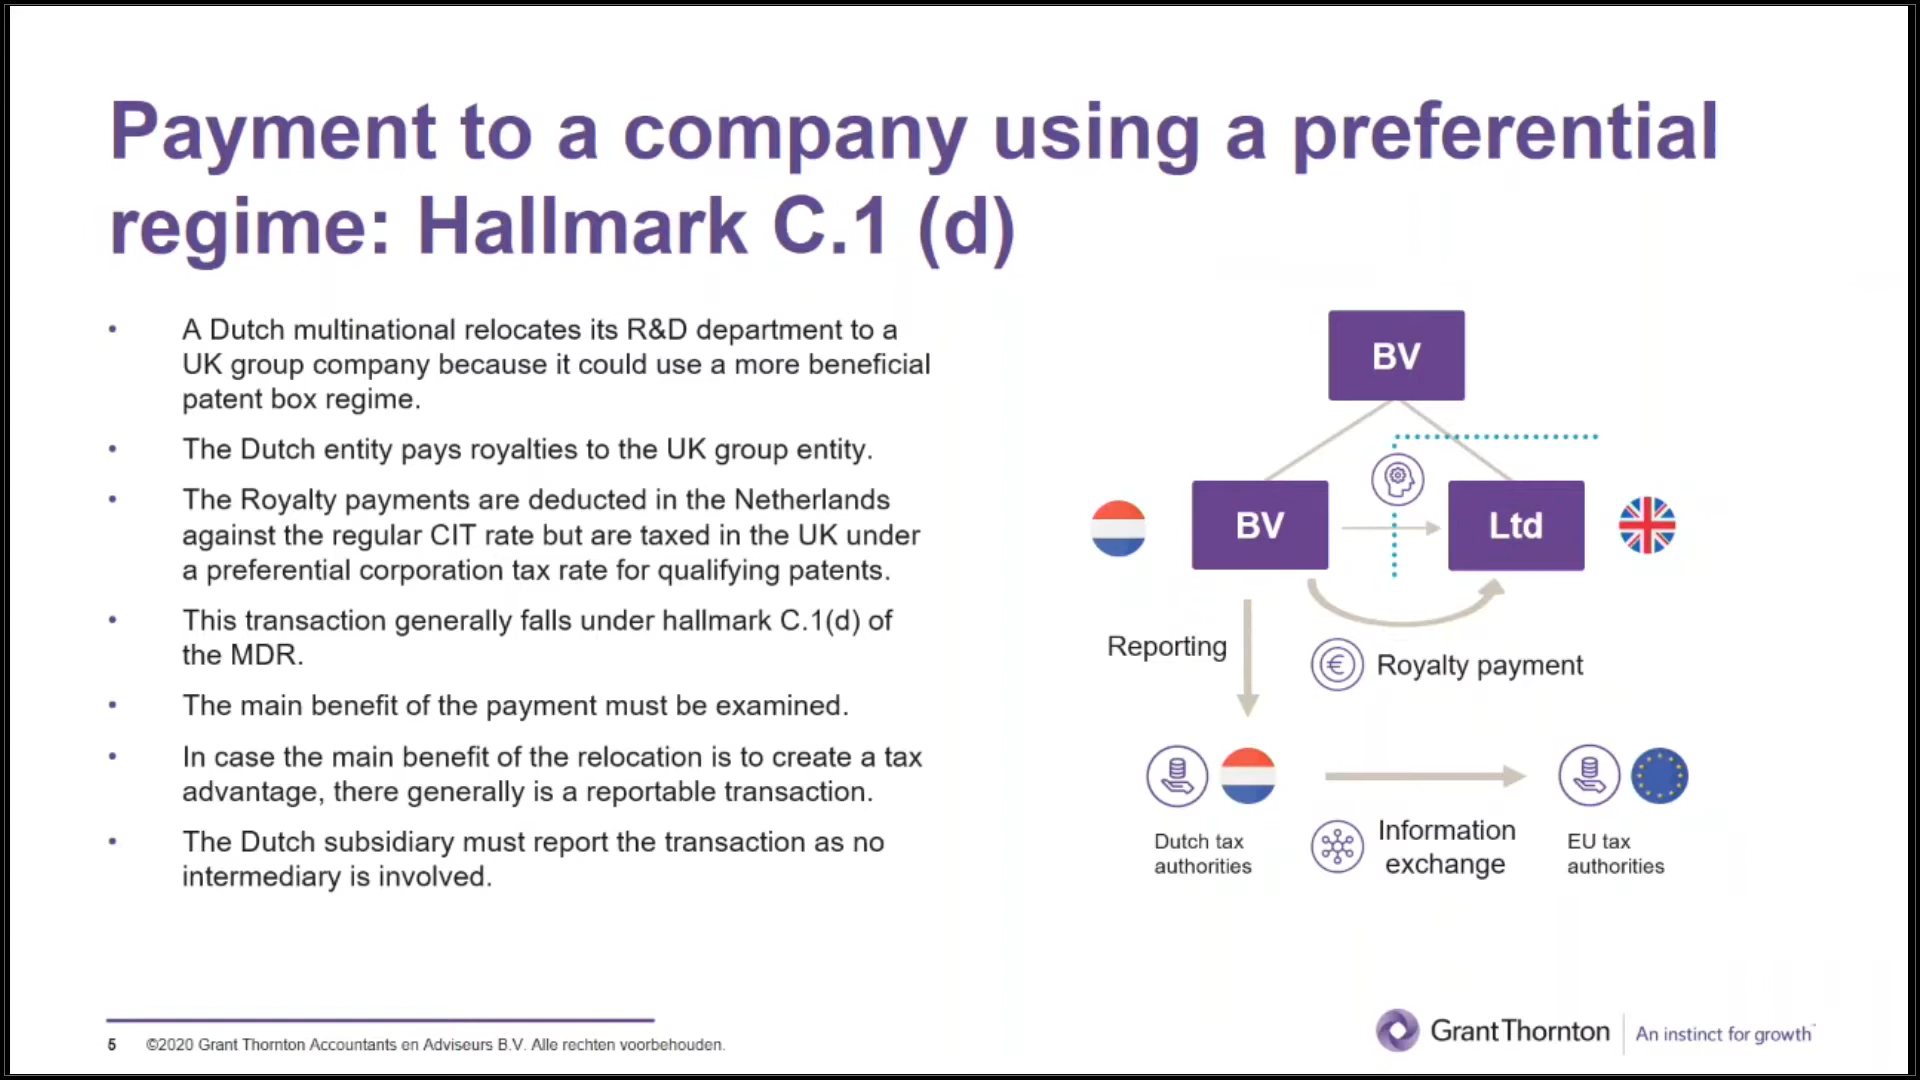 Payment to a company using a preferential
regime: Hallmark C.1 (d)
• A Dutch multinational relocates its R&D department to a
UK group company because it could use a more beneficial
patent box regime.
• The Dutch entity pays royalties to the UK group entity.
• The Royalty payments are deducted in the Netherlands
against the regular CIT rate but are taxed in the UK under
a preferential corporation tax rate for qualifying patents.
• This transaction generally falls under hallmark C.1(d) of
the MDR.
• The main benefit of the payment must be examined.
• In case the main benefit of the relocation is to create a tax
advantage, there generally is a reportable transaction.
• The Dutch subsidiary must report the transaction as no
intermediary is involved.
BV
BV
Ltd
Reporting
€
Royalty payment
Dutch tax
authorities
Information
exchange
EU tax
authorities
5 ©2020 Grant Thornton Accountants en Adviseurs B.V. Alle rechten voorbehouden.
GrantThornton
An instinct for growth™